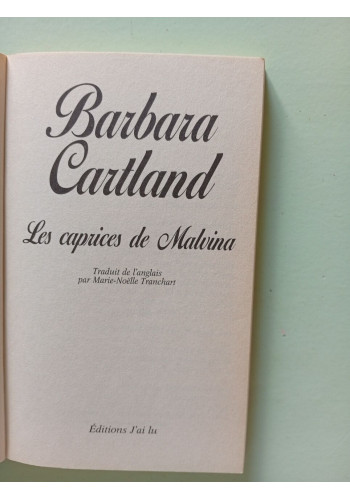 Barbara
Cartland
Les caprices de Malvina
Traduit de l'anglais
par Marie-Noëlle Tranchart
Éditions J'ai lu